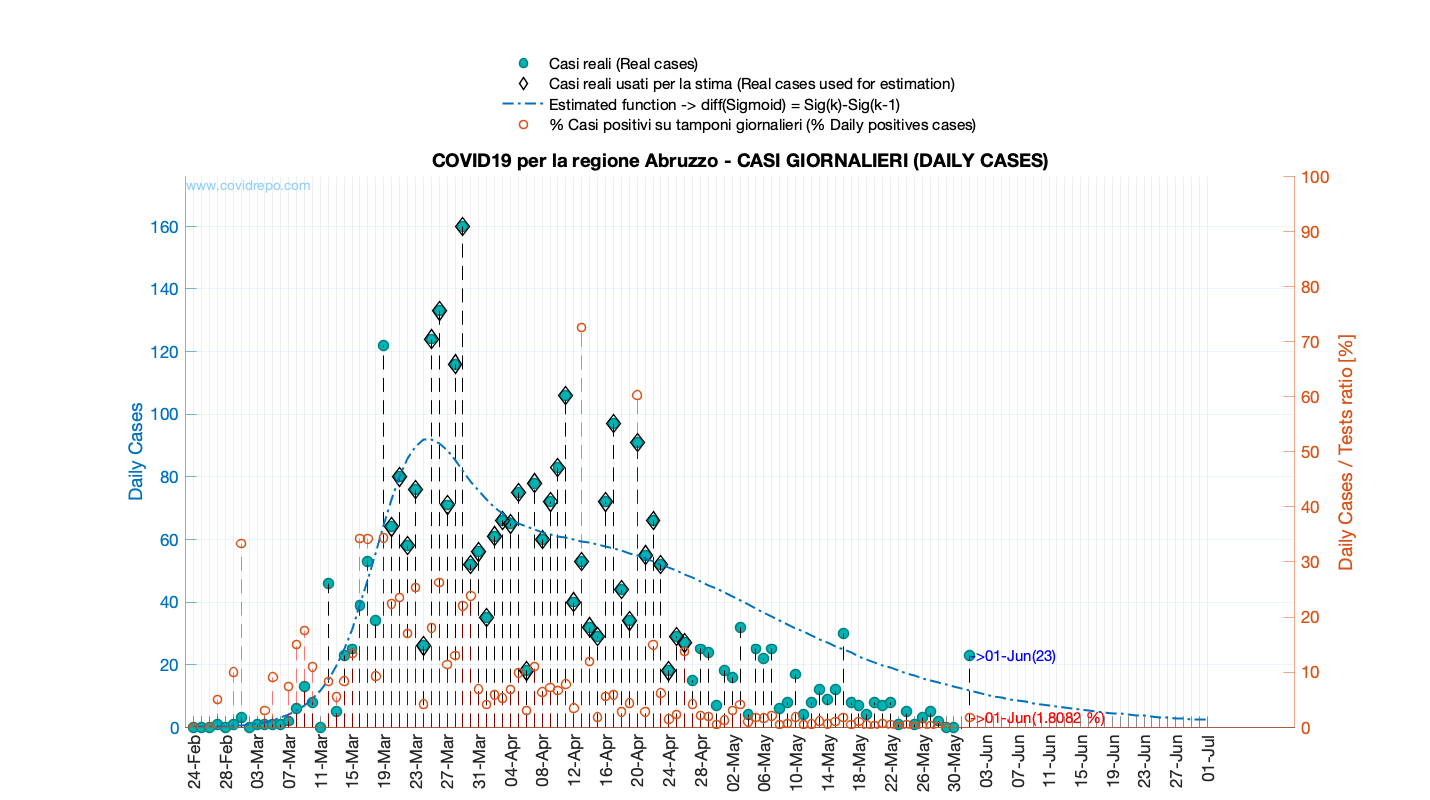 Casi reali (Real cases)
Casi reali usati per la stima (Real cases used for estimation)
Estimated function -> diff(Sigmoid) = Sig(k)-Sig(k-1)
% Casi positivi su tamponi giornalieri (% Daily positives cases)
COVID19 per la regione Abruzzo - CASI GIORNALIERI (DAILY CASES)
www.covidrepo.com
Daily Cases
160
140
120
100
80
60
40
20
0
100
90
80
70
60
50
40
30
20
10
0
Daily Cases / Tests ratio [%]
->01-Jun(23)
->01-Jun(1.8082 %)
24-Feb
28-Feb
03-Mar
07-Mar
11-Mar
15-Mar
19-Mar
23-Mar
27-Mar
31-Mar
04-Apr
08-Apr
12-Apr
16-Apr
20-Apr
24-Apr
28-Apr
02-May
06-May
10-May
14-May
18-May
22-May
26-May
30-May
03-Jun
07-Jun
11-Jun
15-Jun
19-Jun
23-Jun
27-Jun
01-Jul